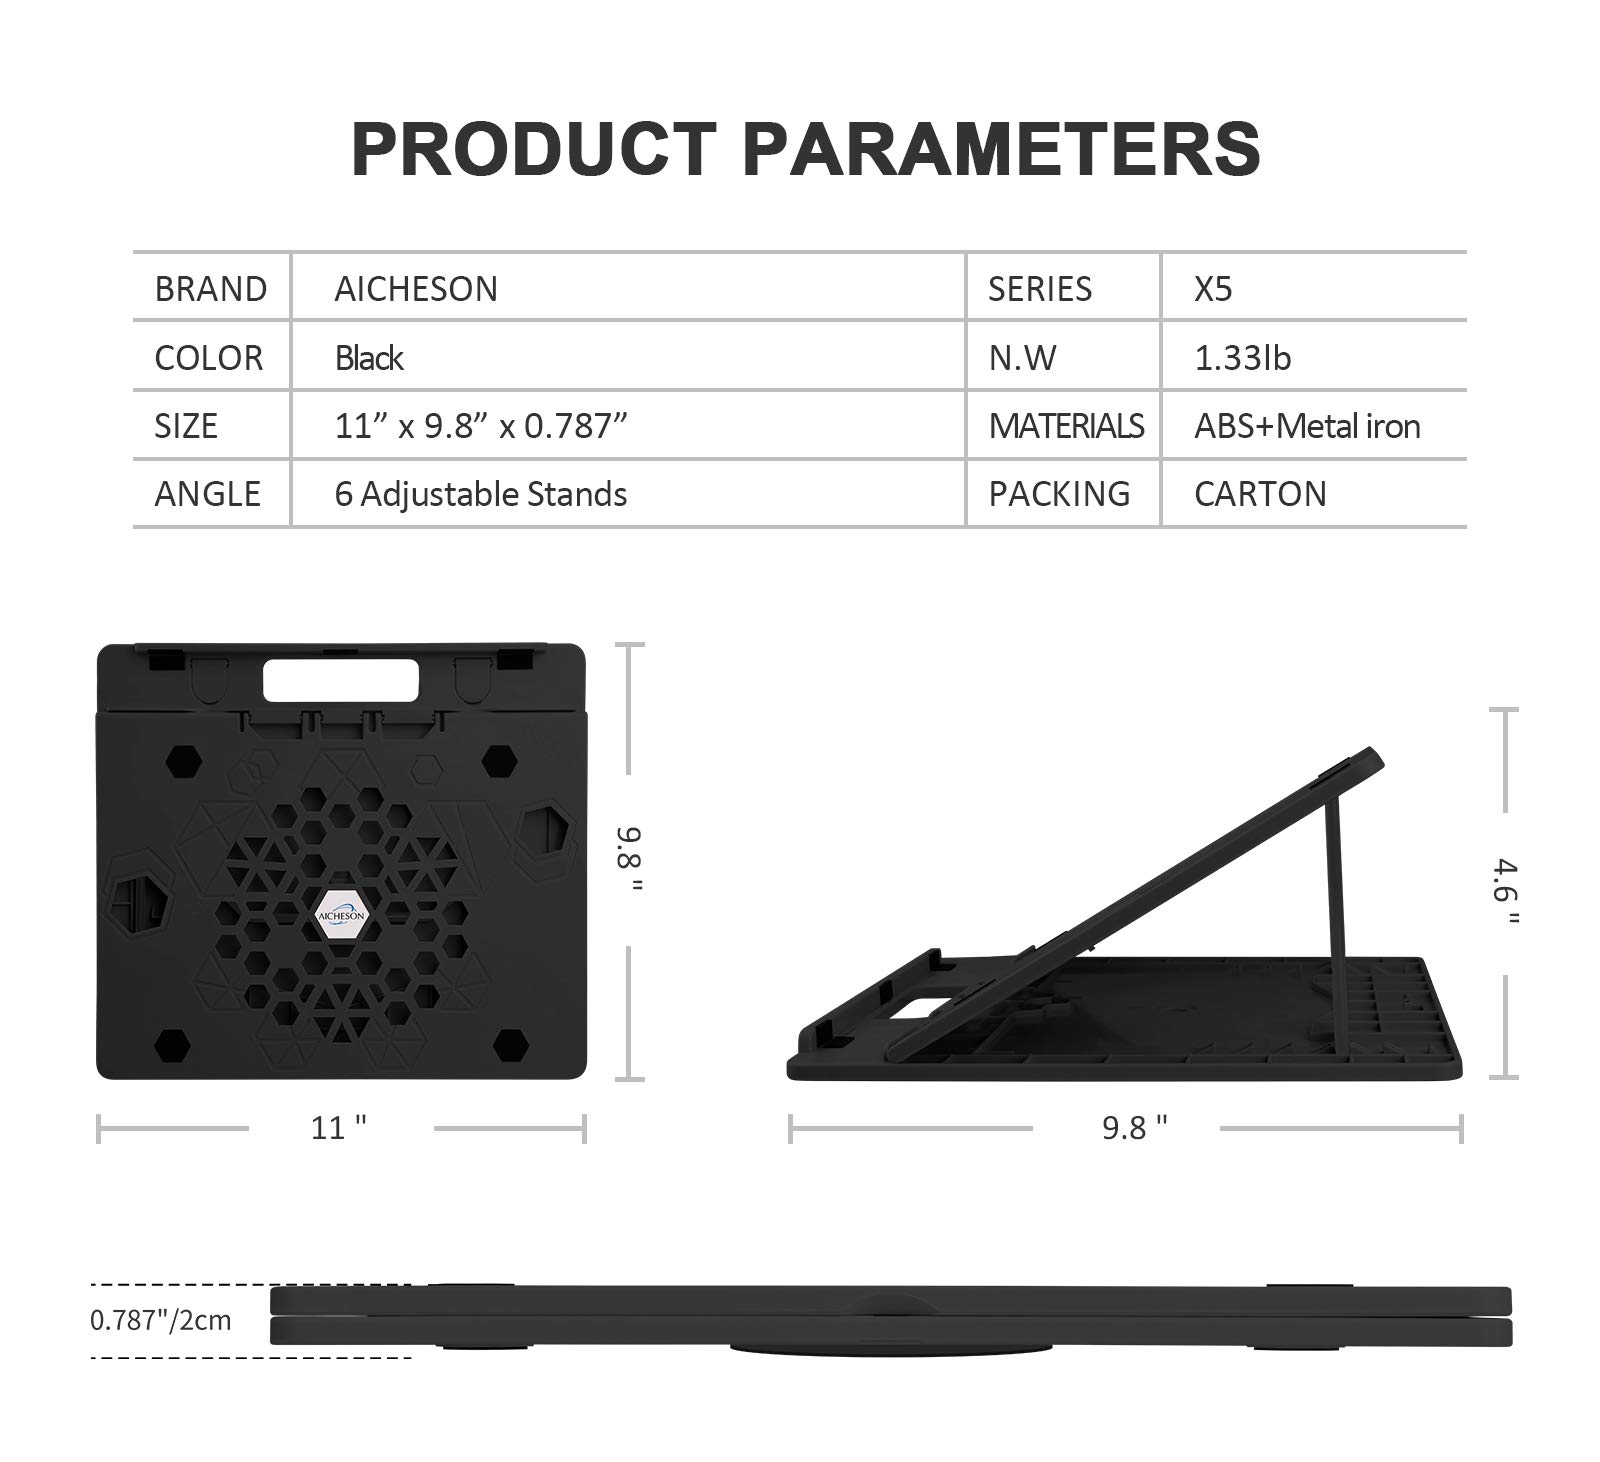 PRODUCT PARAMETERS
BRAND AICHESON SERIES X5
COLOR Black N.W 1.33lb
SIZE 11” x 9.8” x 0.787” MATERIALS ABS+Metal iron
ANGLE 6 Adjustable Stands PACKING CARTON
9.8 "
AICHESON
4.6 "
11 "
9.8 "
0.787"/2cm